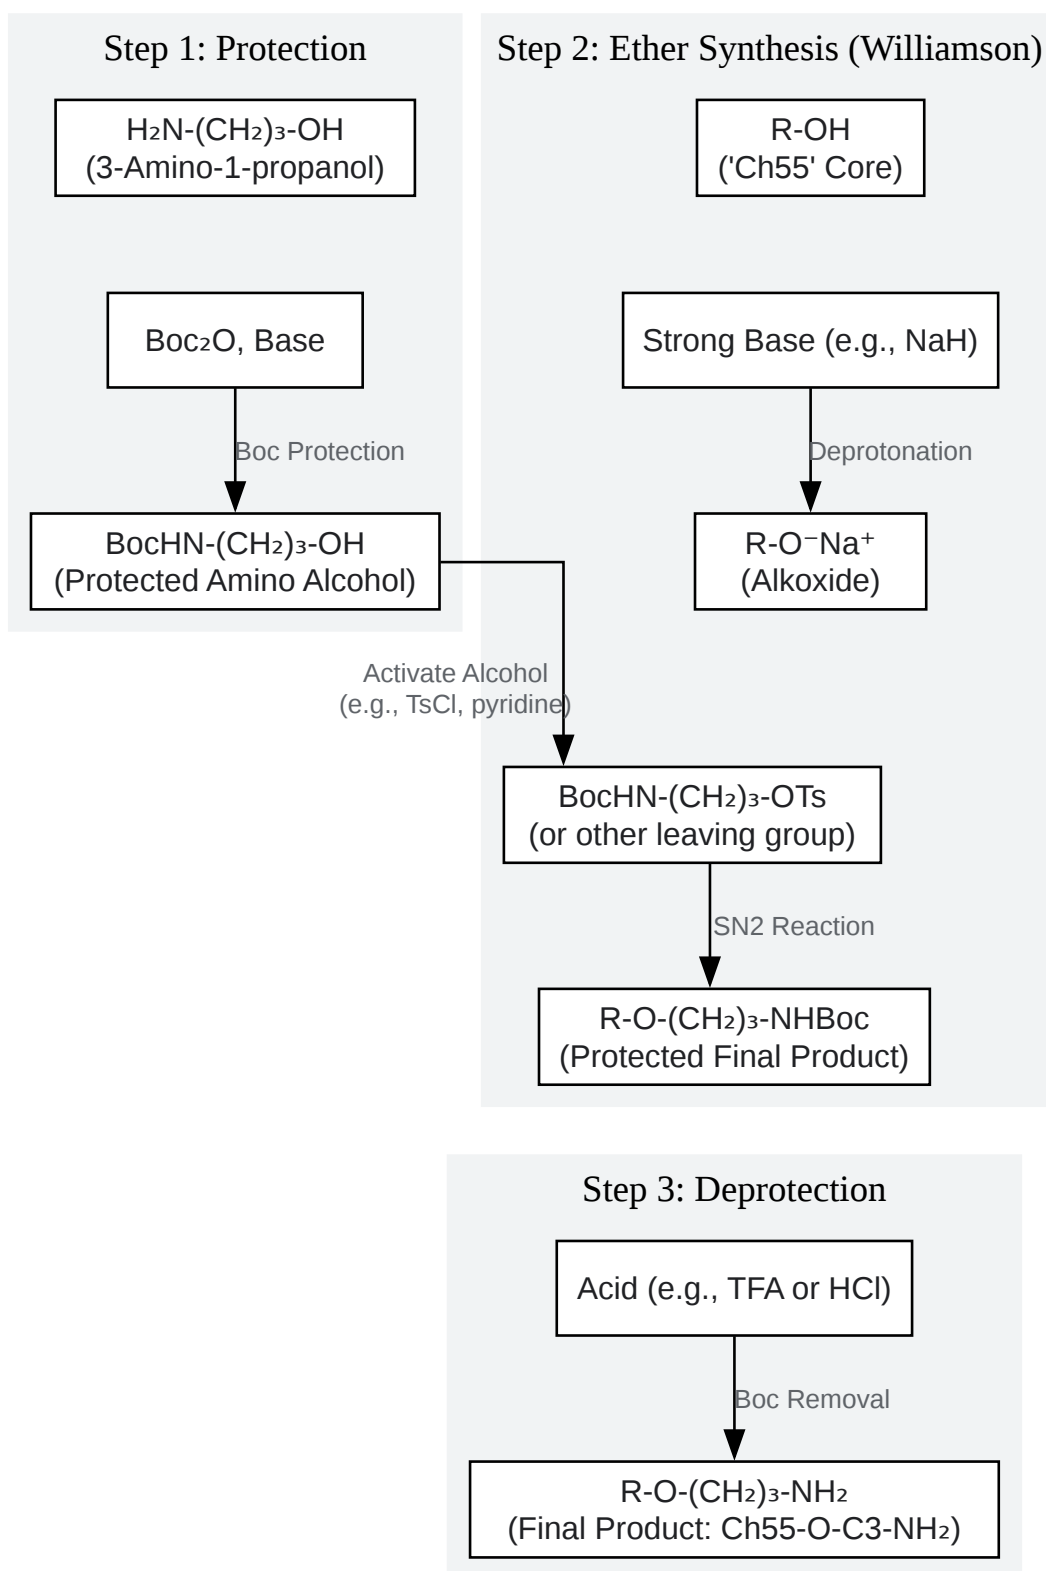 Step 1: Protection
H₂N-(CH₂)₃-OH
(3-Amino-1-propanol)
Boc₂O, Base
Boc Protection
BocHN-(CH₂)₃-OH
(Protected Amino Alcohol)
Step 2: Ether Synthesis (Williamson)
R-OH
('Ch55' Core)
Strong Base (e.g., NaH)
Deprotonation
R-O⁻Na⁺
(Alkoxide)
Activate Alcohol
(e.g., TsCl, pyridine)
BocHN-(CH₂)₃-OTs
(or other leaving group)
SN2 Reaction
R-O-(CH₂)₃-NHBoc
(Protected Final Product)
Step 3: Deprotection
Acid (e.g., TFA or HCl)
Boc Removal
R-O-(CH₂)₃-NH₂
(Final Product: Ch55-O-C3-NH₂)